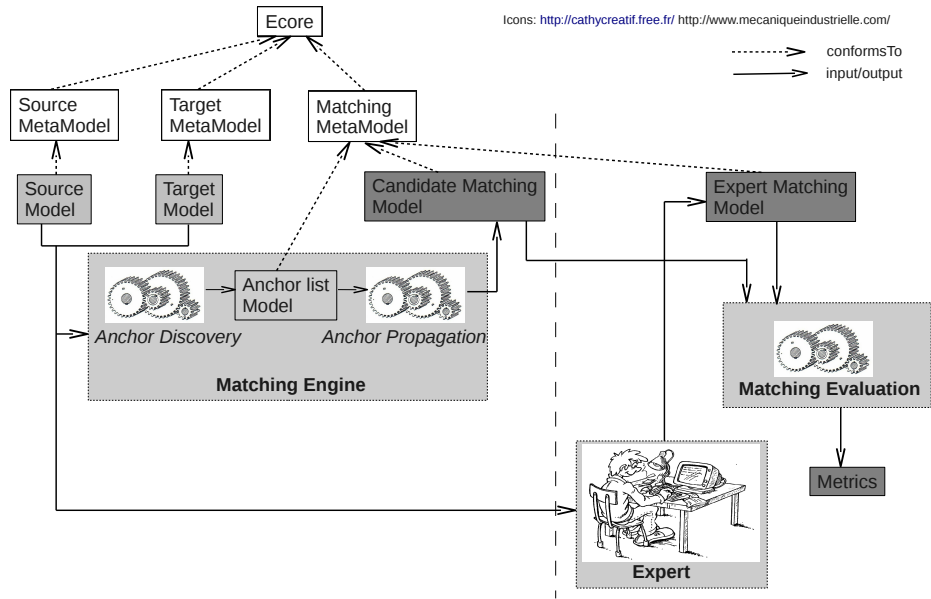 Ecore
Icons: http://cathycreatif.free.fr/ http://www.mecaniqueindustrielle.com/
conformsTo
input/output
Source
MetaModel
Target
MetaModel
Matching
MetaModel
Source
Model
Target
Model
Candidate Matching
Model
Expert Matching
Model
Anchor list
Model
Anchor Discovery
Anchor Propagation
Matching Engine
Matching Evaluation
Metrics
Expert